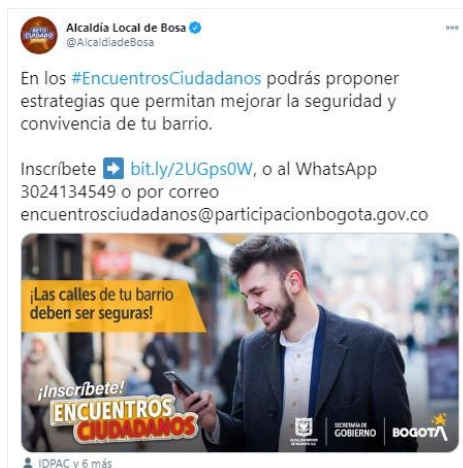 Alcaldía Local de Bosa
@AlcaldiadeBosa
En los #EncuentrosCiudadanos podrás proponer
estrategias que permitan mejorar la seguridad y
convivencia de tu barrio.
Inscríbete ➡ bit.ly/2UGps0W, o al WhatsApp
3024134549 o por correo
encuentrosciudadanos@participacionbogota.gov.co
¡Las calles de tu barrio
deben ser seguras!
¡Inscríbete!
ENCUENTROS
CIUDADANOS
SECRETARÍA DE
GOBIERNO
BOGOTÁ
IDPAC y 6 más